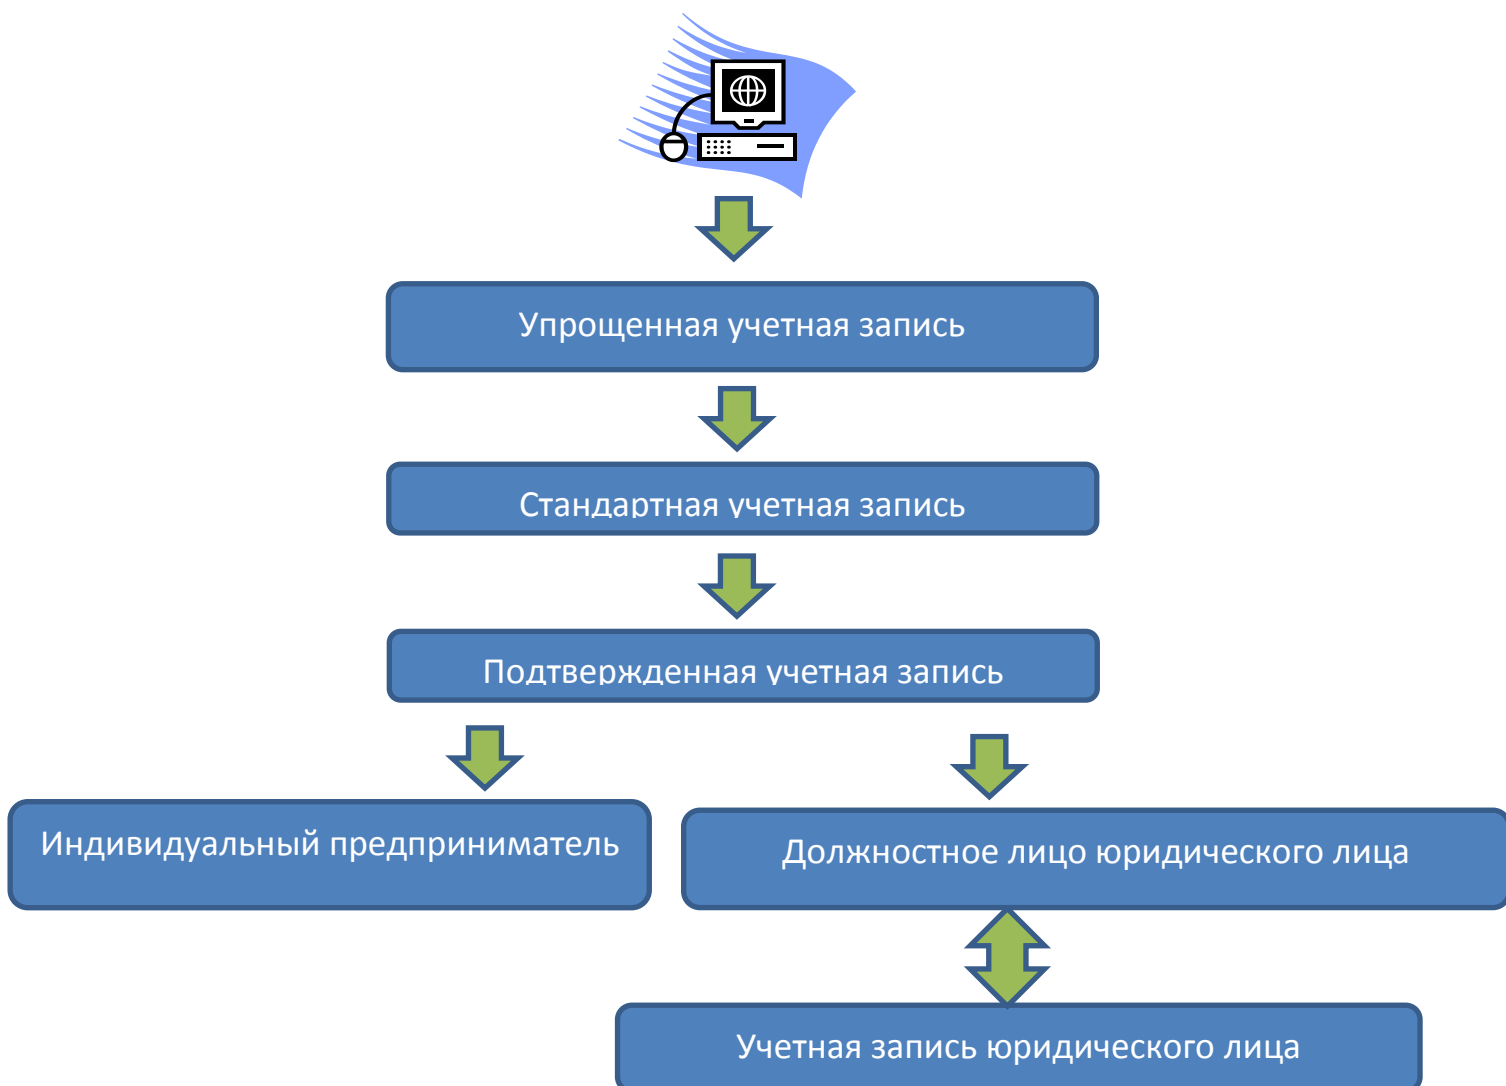 Упрощенная учетная запись
Стандартная учетная запись
Подтвержденная учетная запись
Индивидуальный предприниматель
Должностное лицо юридического лица
Учетная запись юридического лица